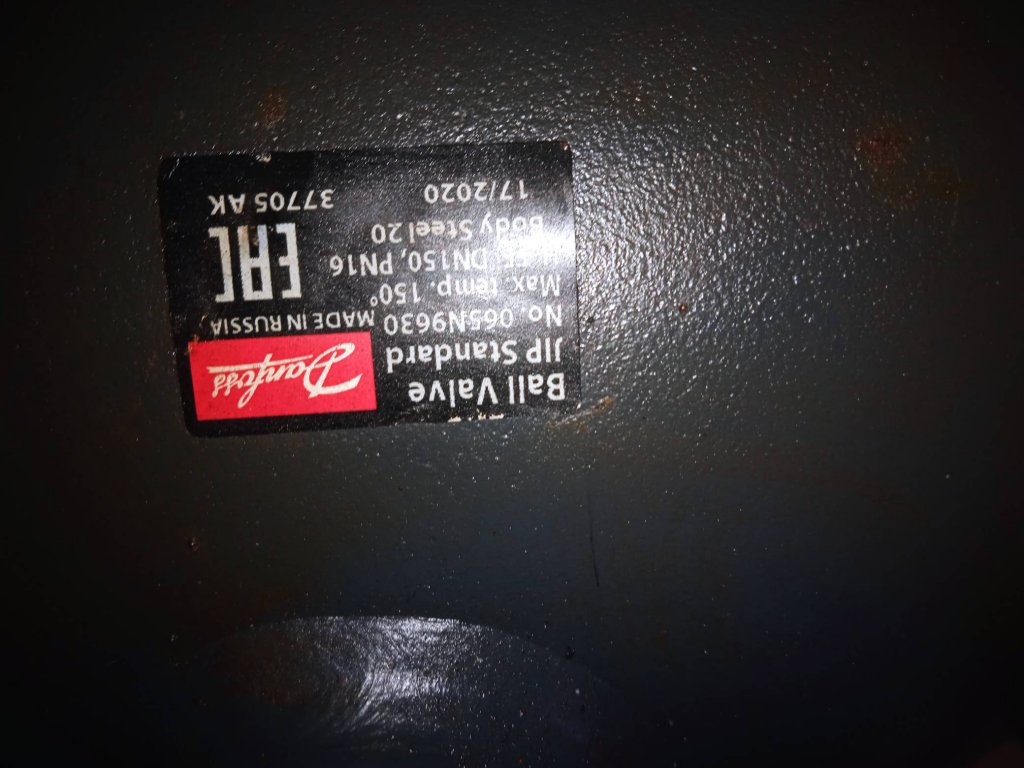 Ball Valve
JIP Standard
Danfoss
No. 065N9630 MADE IN RUSSIA
Max. temp. 150°
DN150, PN16
Body Steel 20
EAC
17/2020
37705 AK